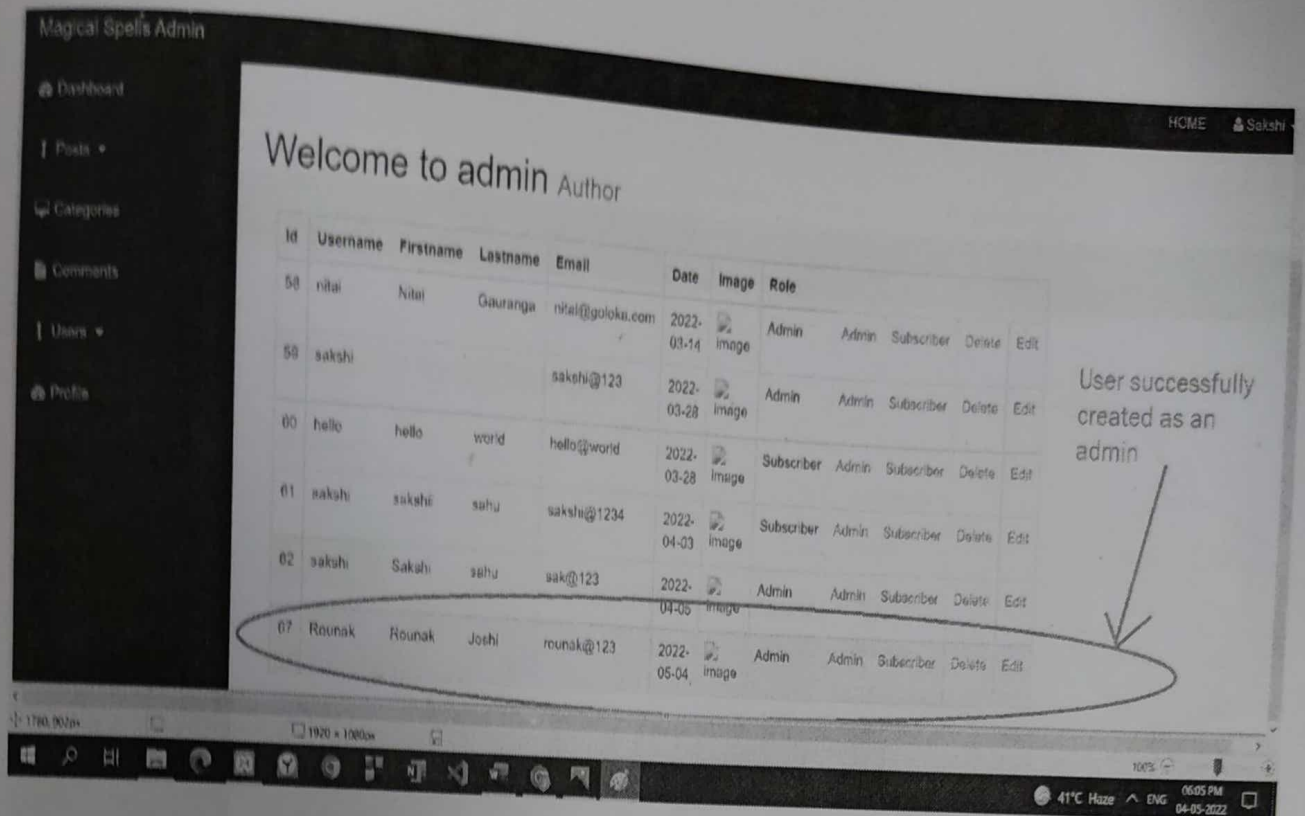 Magical Spells Admin
HOME Sakshi
Dashboard
Posts
Categories
Comments
Users
Profile
Welcome to admin Author
Id Username Firstname Lastname Email Date Image Role
58 nitai Nitai Gauranga nitai@goloka.com 2022-03-14 image Admin Admin Subscriber Delete Edit
59 sakshi sakshi@123 2022-03-28 image Admin Admin Subscriber Delete Edit
60 hello hello world hello@world 2022-03-28 image Subscriber Admin Subscriber Delete Edit
61 sakshi sakshi sahu sakshi@1234 2022-04-03 image Subscriber Admin Subscriber Delete Edit
62 sakshi Sakshi sahu sak@123 2022-04-05 image Admin Admin Subscriber Delete Edit
67 Rounak Rounak Joshi rounak@123 2022-05-04 image Admin Admin Subscriber Delete Edit
User successfully
created as an
admin
1920 × 1080px
100%
41°C Haze ENG 06:05 PM
04-05-2022